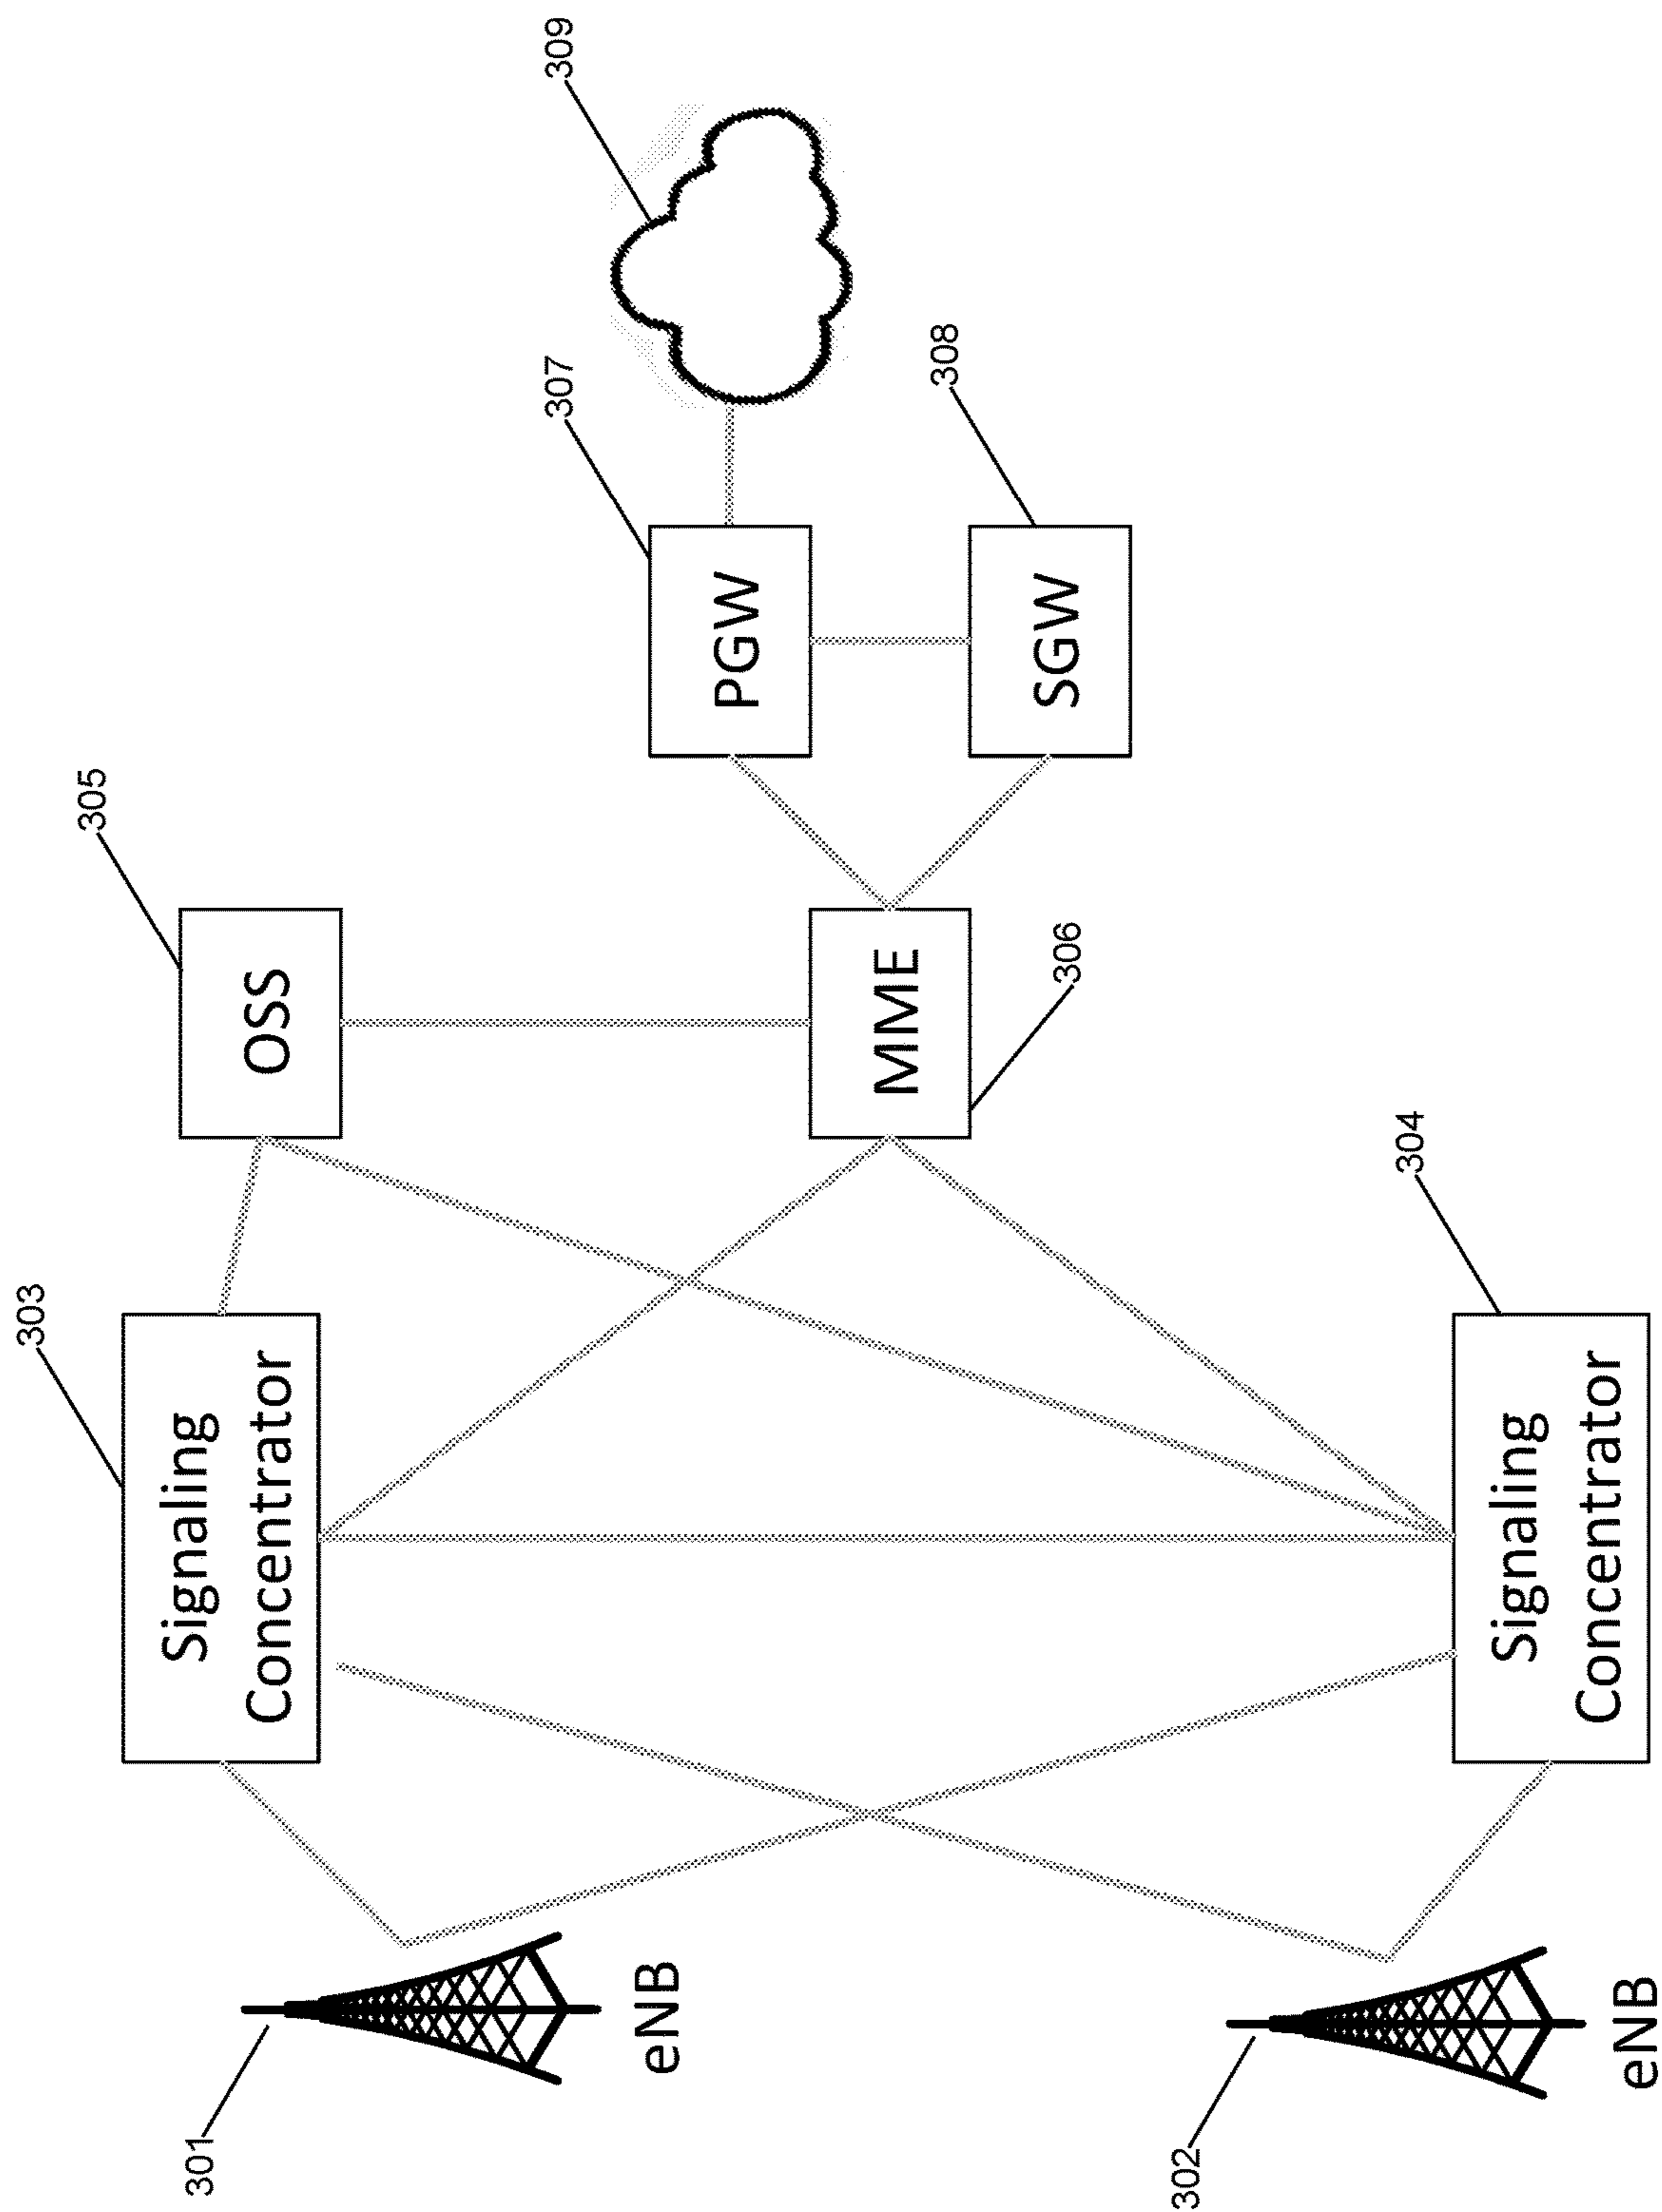 301
eNB
302
eNB
303
Signaling
Concentrator
304
Signaling
Concentrator
305
OSS
MME
306
307
PGW
308
SGW
309